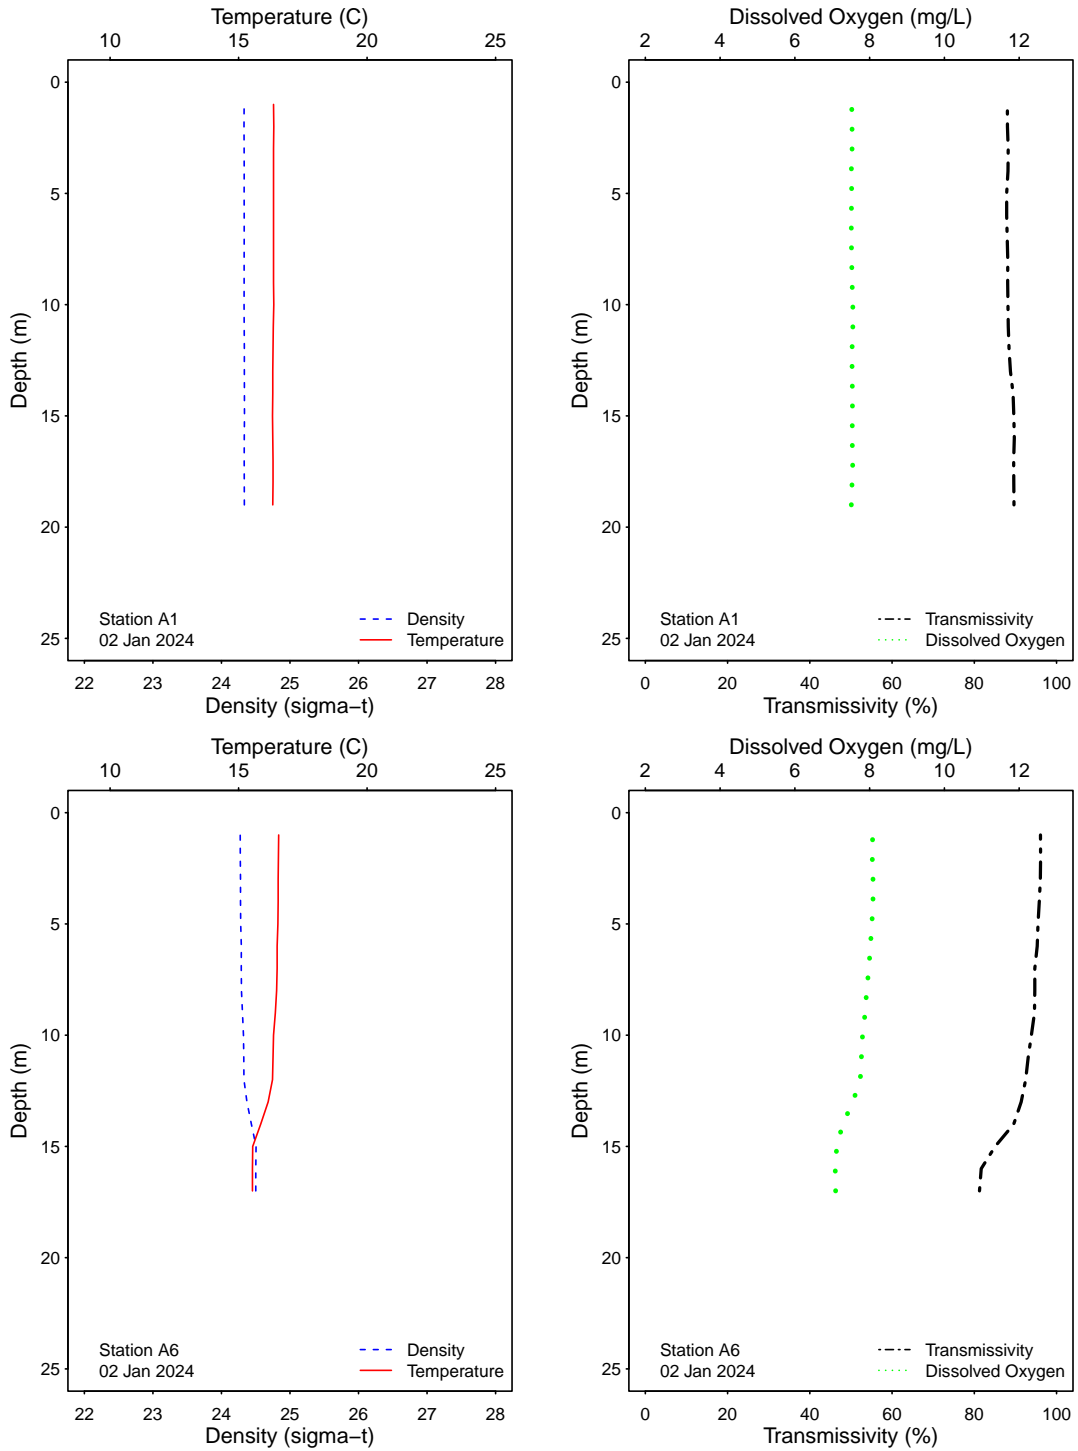 Temperature (C)
10 15 20 25
0
5
10
15
20
25
Depth (m)
Station A1
02 Jan 2024
Density
Temperature
22 23 24 25 26 27 28
Density (sigma−t)
Dissolved Oxygen (mg/L)
2 4 6 8 10 12
0
5
10
15
20
25
Depth (m)
Station A1
02 Jan 2024
Transmissivity
Dissolved Oxygen
0 20 40 60 80 100
Transmissivity (%)
Temperature (C)
10 15 20 25
0
5
10
15
20
25
Depth (m)
Station A6
02 Jan 2024
Density
Temperature
22 23 24 25 26 27 28
Density (sigma−t)
Dissolved Oxygen (mg/L)
2 4 6 8 10 12
0
5
10
15
20
25
Depth (m)
Station A6
02 Jan 2024
Transmissivity
Dissolved Oxygen
0 20 40 60 80 100
Transmissivity (%)